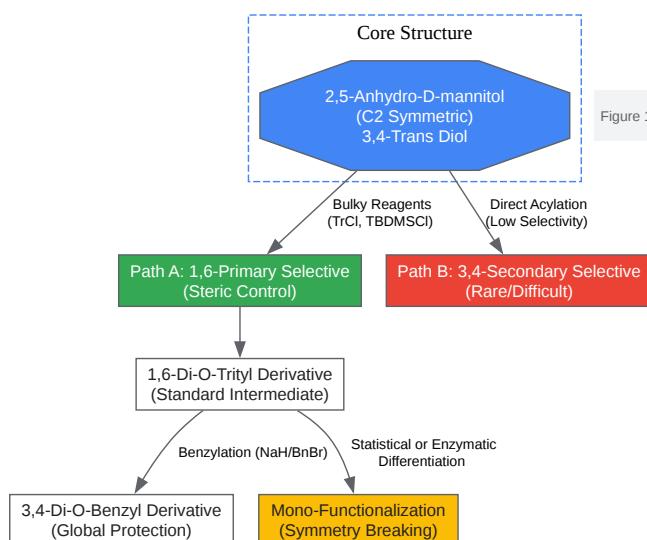 Core Structure
2,5-Anhydro-D-mannitol
(C2 Symmetric)
3,4-Trans Diol
Figure 1
Bulky Reagents
(TrCl, TBDMSCl)
Direct Acylation
(Low Selectivity)
Path A: 1,6-Primary Selective
(Steric Control)
Path B: 3,4-Secondary Selective
(Rare/Difficult)
1,6-Di-O-Trityl Derivative
(Standard Intermediate)
Benzylation (NaH/BnBr)
Statistical or Enzymatic
Differentiation
3,4-Di-O-Benzyl Derivative
(Global Protection)
Mono-Functionalization
(Symmetry Breaking)